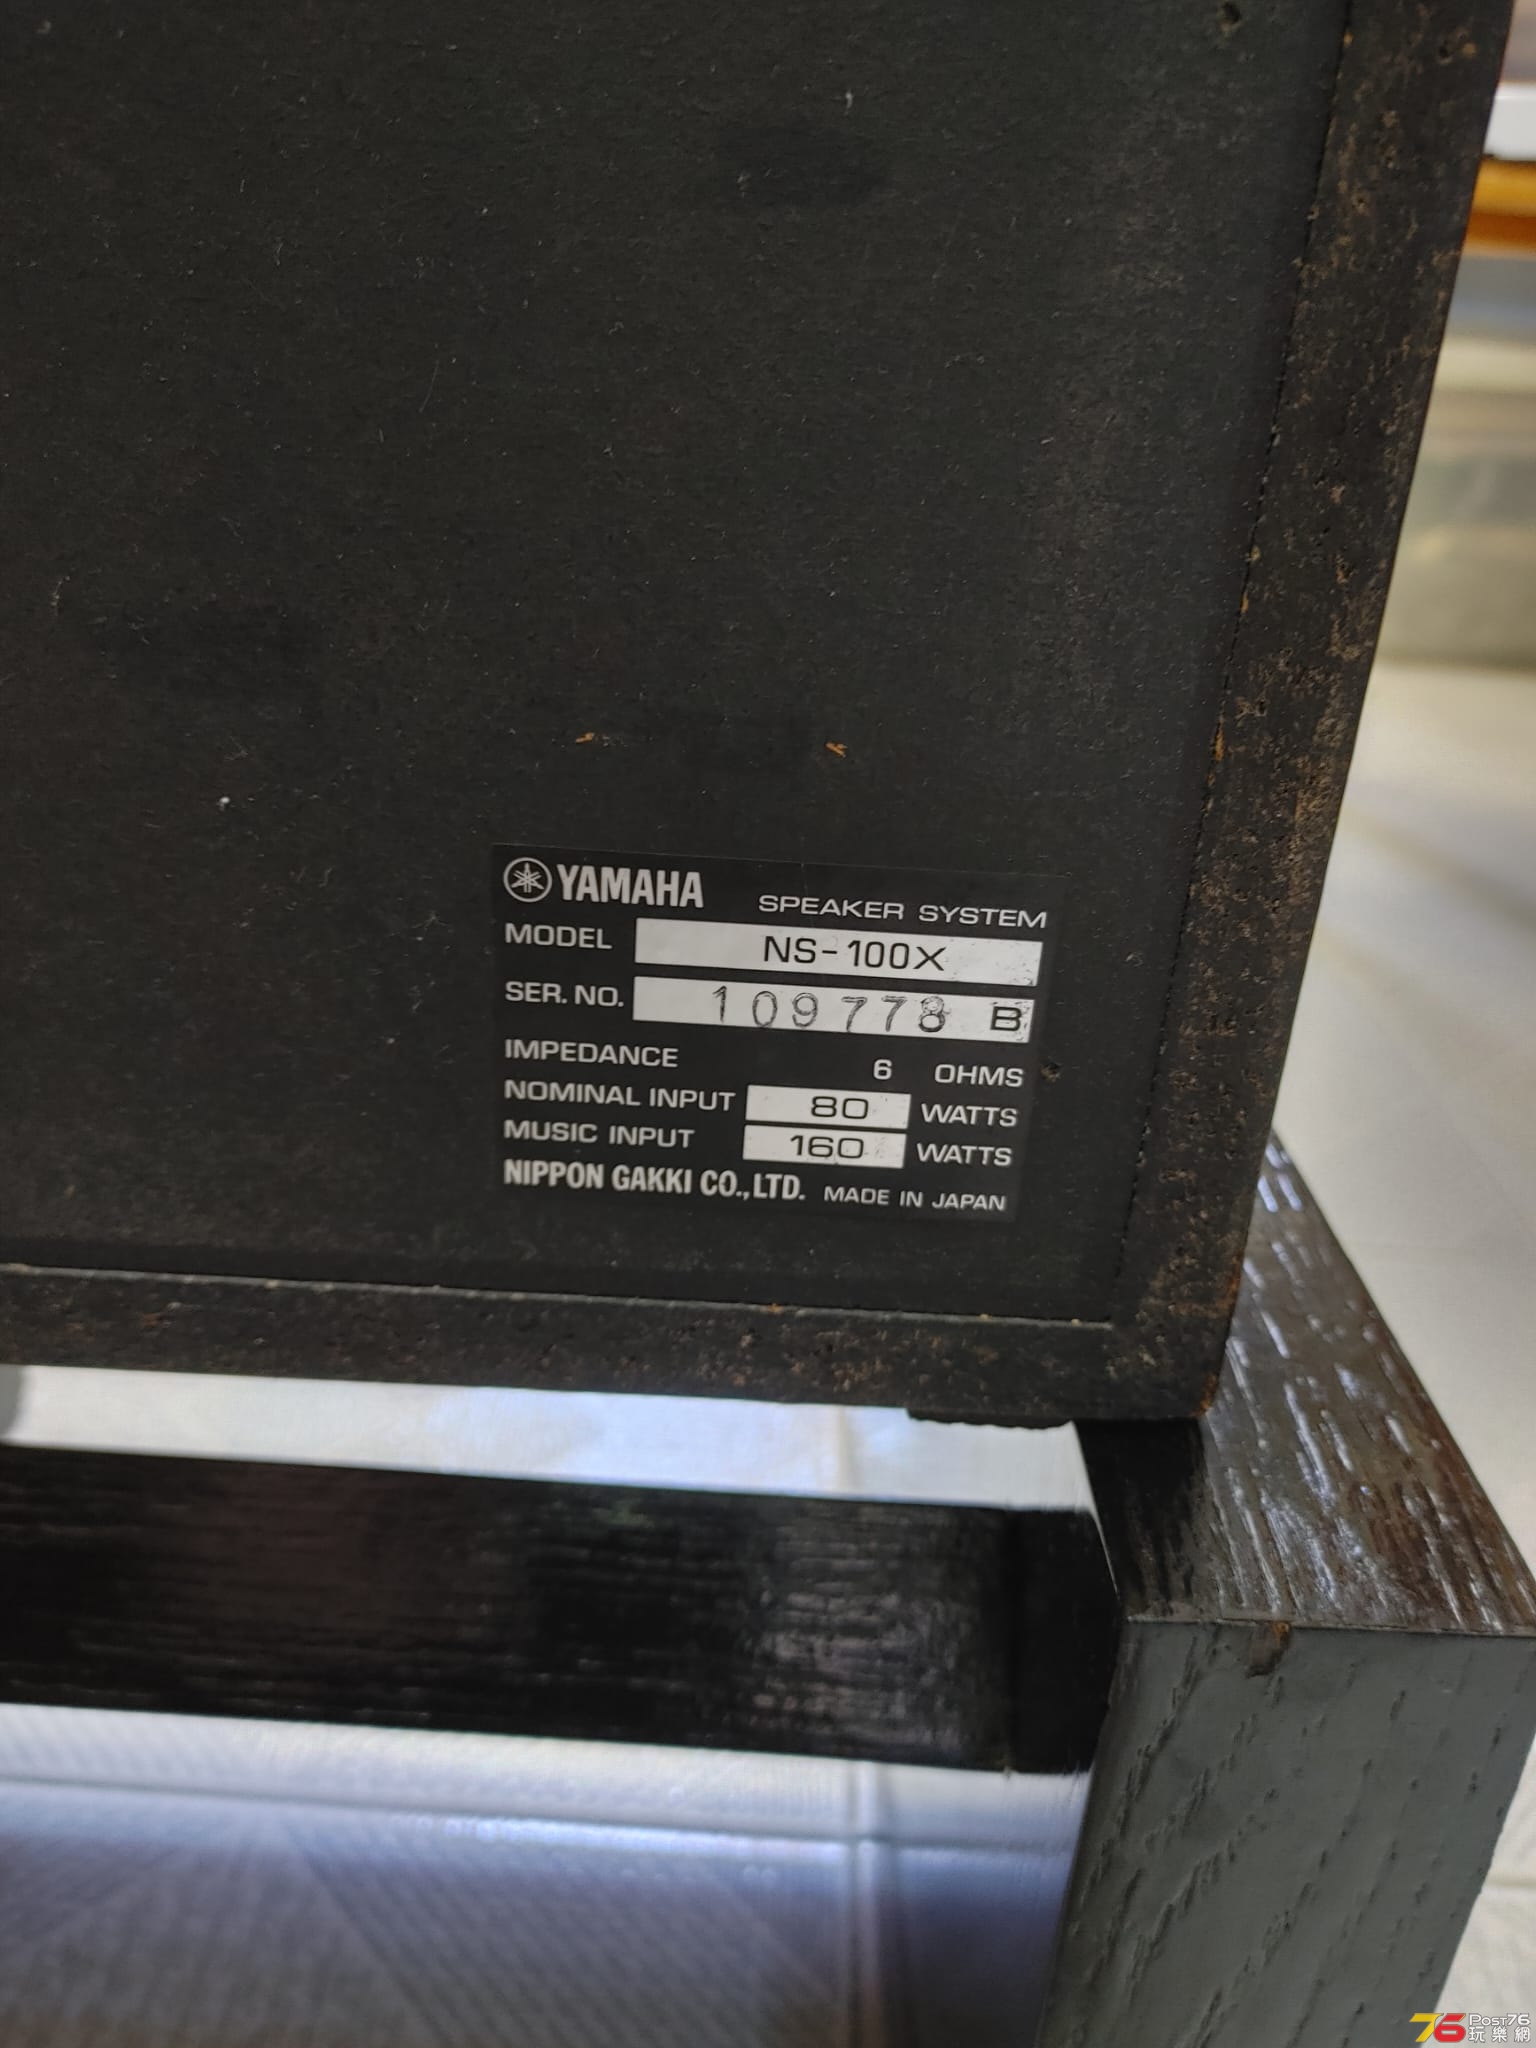 YAMAHA SPEAKER SYSTEM
MODEL NS-100X
SER. NO. 109778 B
IMPEDANCE 6 OHMS
NOMINAL INPUT 80 WATTS
MUSIC INPUT 160 WATTS
NIPPON GAKKI CO., LTD. MADE IN JAPAN
76 Post76
玩樂網